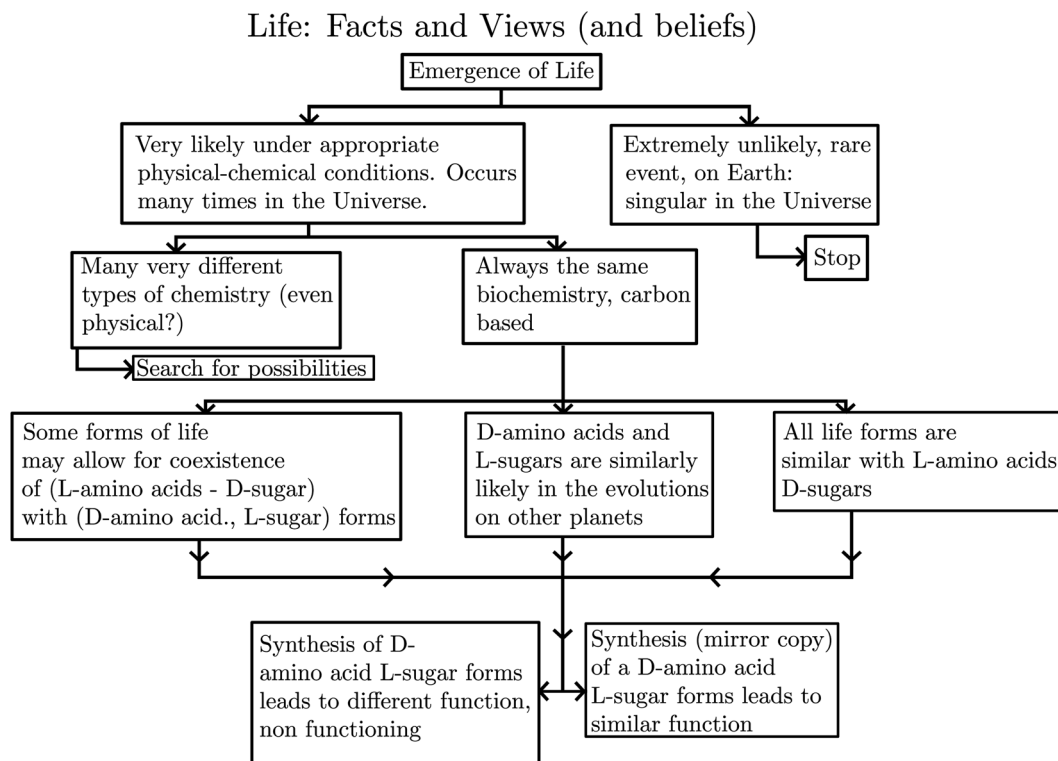 Life: Facts and Views (and beliefs)
Emergence of Life
Very likely under appropriate
physical-chemical conditions. Occurs
many times in the Universe.
Extremely unlikely, rare
event, on Earth:
singular in the Universe
Stop
Many very different
types of chemistry (even
physical?)
Always the same
biochemistry, carbon
based
Search for possibilities
Some forms of life
may allow for coexistence
of (L-amino acids - D-sugar)
with (D-amino acid., L-sugar) forms
D-amino acids and
L-sugars are similarly
likely in the evolutions
on other planets
All life forms are
similar with L-amino acids
D-sugars
Synthesis of D-
amino acid L-sugar forms
leads to different function,
non functioning
Synthesis (mirror copy)
of a D-amino acid
L-sugar forms leads to
similar function